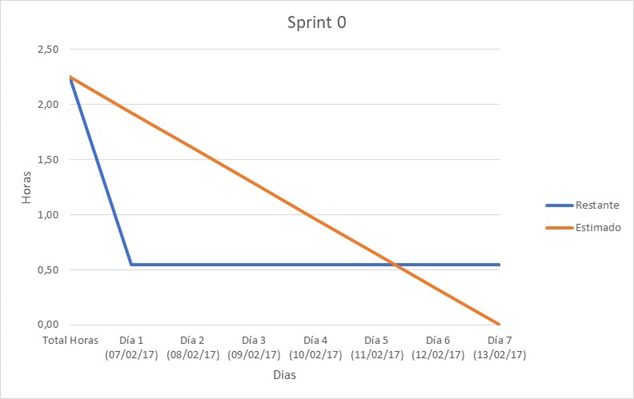 Sprint 0
2,50
2,00
1,50
1,00
0,50
0,00
Horas
Total Horas
Día 1
(07/02/17)
Día 2
(08/02/17)
Día 3
(09/02/17)
Día 4
(10/02/17)
Día 5
(11/02/17)
Día 6
(12/02/17)
Día 7
(13/02/17)
Dias
Restante
Estimado